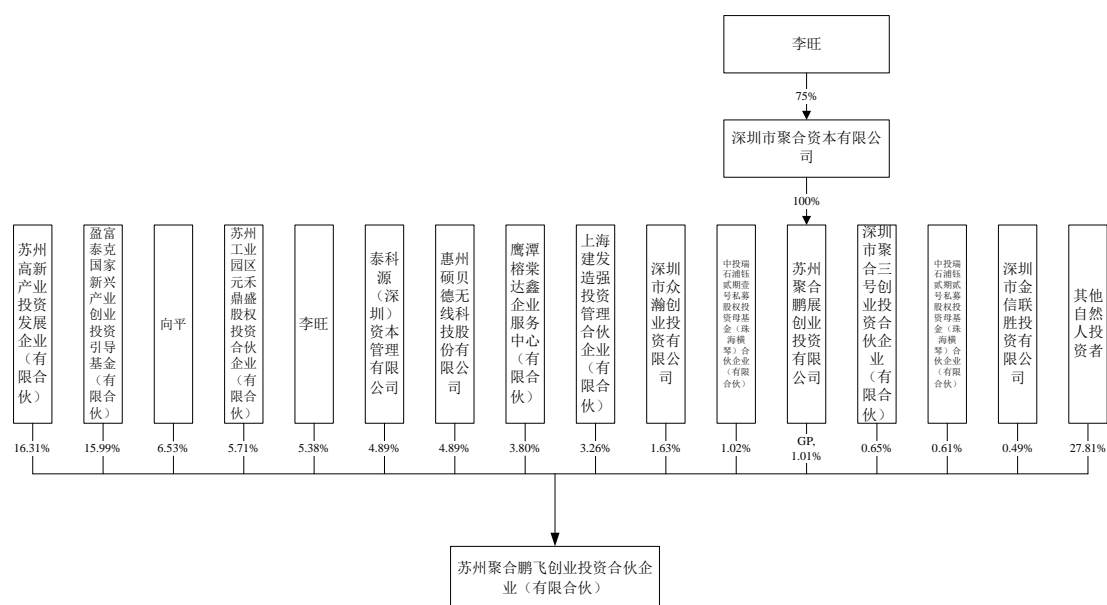 李旺
75%
深圳市聚合资本有限公
司
100%
苏州
高新
产业
投资
发展
企业
（有
限合
伙）
盈富
泰克
国家
新兴
产业
创业
投资
引导
基金
（有
限合
伙）
向平
苏州
工业
园区
元禾
鼎盛
股权
投资
合伙
企业
（有
限合
伙）
李旺
泰科
源
（深
圳）
资本
管理
有限
公司
惠州
硕贝
德无
线科
技股
份有
限公
司
鹰潭
榕棠
达鑫
企业
服务
中心
（有
限合
伙）
上海
建发
造强
投资
管理
合伙
企业
（有
限合
伙）
深圳
市众
瀚创
业投
资有
限公
司
中投瑞
石浦钰
贰期壹
号私募
股权投
资母基
金（珠
海横
琴）合
伙企业
（有限
合伙）
苏州
聚合
鹏展
创业
投资
有限
公司
深圳
市聚
合三
号创
业投
资合
伙企
业
（有
限合
伙）
中投瑞
石浦钰
贰期贰
号私募
股权投
资母基
金（珠
海横
琴）合
伙企业
（有限
合伙）
深圳
市金
信联
胜投
资有
限公
司
其他
自然
人投
资者
16.31%
15.99%
6.53%
5.71%
5.38%
4.89%
4.89%
3.80%
3.26%
1.63%
1.02%
GP,
1.01%
0.65%
0.61%
0.49%
27.81%
苏州聚合鹏飞创业投资合伙企
业（有限合伙）